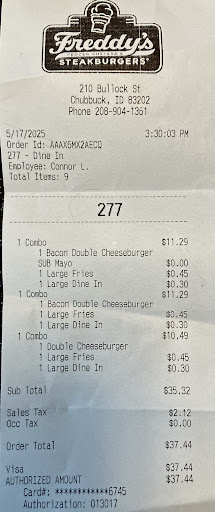 Freddy's
FROZEN CUSTARD &
STEAKBURGERS
210 Bullock St
Chubbuck, ID 83202
Phone 208-904-1361
5/17/2025 3:30:03 PM
Order Id: AAAX6MX2AECQ
277 - Dine In
Employee: Connor L.
Total Items: 9
277
1 Combo $11.29
1 Bacon Double Cheeseburger
SUB Mayo $0.00
1 Large Fries $0.45
1 Large Dine In $0.30
1 Combo $11.29
1 Bacon Double Cheeseburger
1 Large Fries $0.45
1 Large Dine In $0.30
1 Combo $10.49
1 Double Cheeseburger
1 Large Fries $0.45
1 Large Dine In $0.30
Sub Total $35.32
Sales Tax $2.12
Occ Tax $0.00
Order Total $37.44
Visa $37.44
AUTHORIZED AMOUNT $37.44
Card#: ************6745
Authorization: 013017